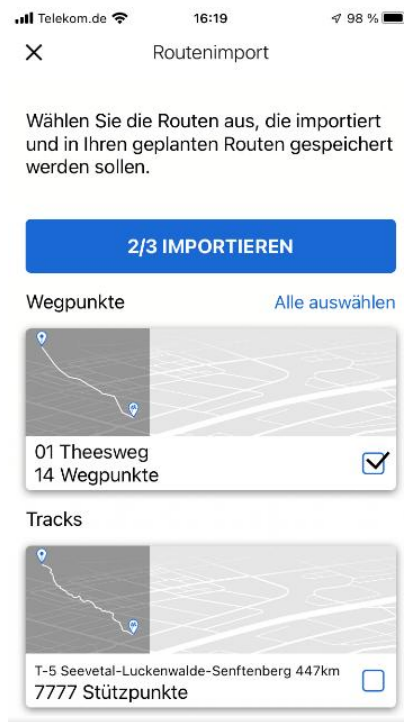 Telekom.de 16:19 98 %
Routenimport
Wählen Sie die Routen aus, die importiert
und in Ihren geplanten Routen gespeichert
werden sollen.
2/3 IMPORTIEREN
Wegpunkte Alle auswählen
01 Theesweg
14 Wegpunkte
Tracks
T-5 Seevetal-Luckenwalde-Senftenberg 447km
7777 Stützpunkte